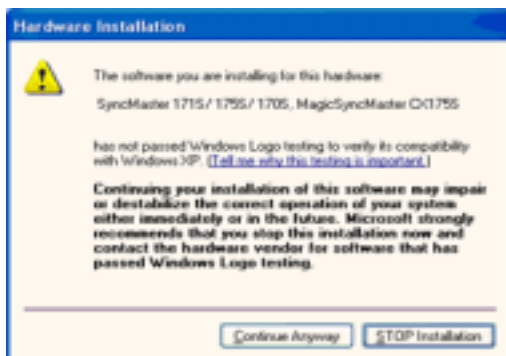 Hardware Installation
The software you are installing for this hardware:
SyncMaster 171S/ 175S/ 170S, MagicSyncMaster CX175S
has not passed Windows Logo testing to verify its compatibility
with Windows XP. (Tell me why this testing is important.)
Continuing your installation of this software may impair
or destabilize the correct operation of your system
either immediately or in the future. Microsoft strongly
recommends that you stop this installation now and
contact the hardware vendor for software that has
passed Windows Logo testing.
Continue Anyway
STOP Installation